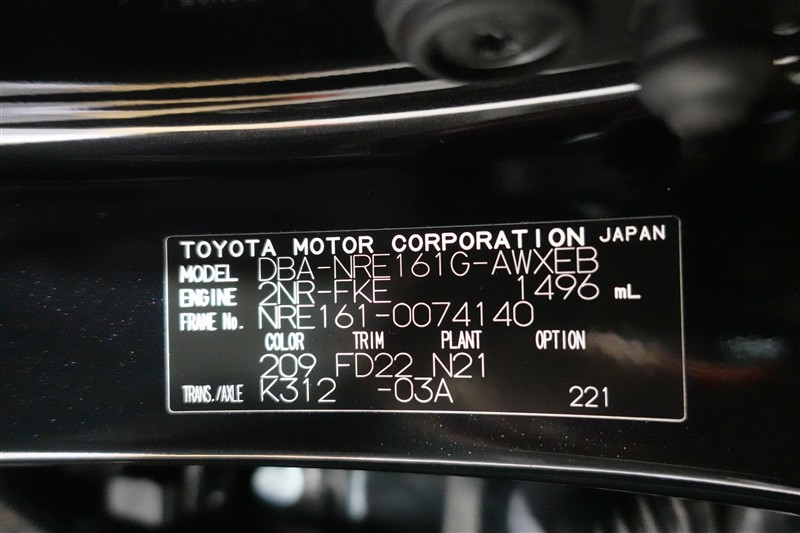 TOYOTA MOTOR CORPORATION JAPAN
MODEL DBA-NRE161G-AWXEB
ENGINE 2NR-FKE 1496 mL
FRAME No. NRE161-0074140
COLOR TRIM PLANT OPTION
209 FD22 N21
TRANS./AXLE K312 -03A 221